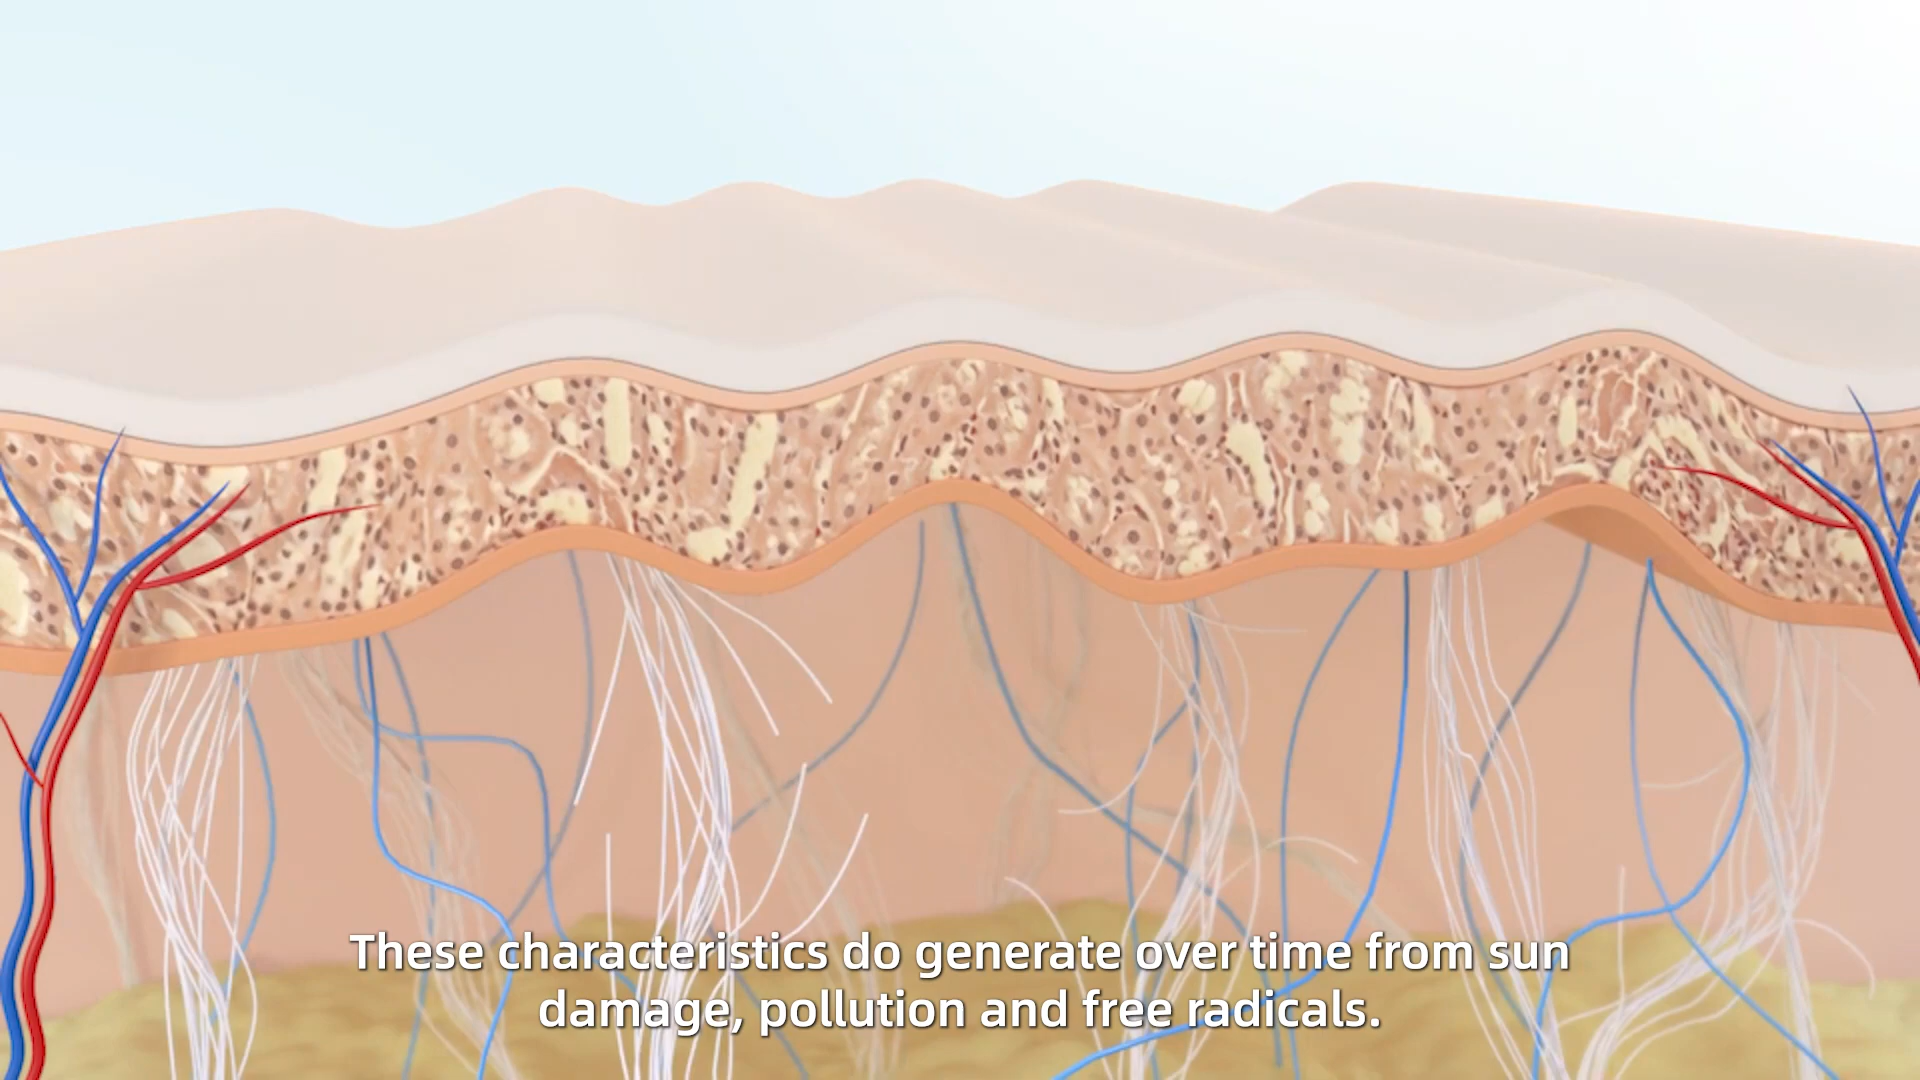 These characteristics do generate over time from sun
damage, pollution and free radicals.